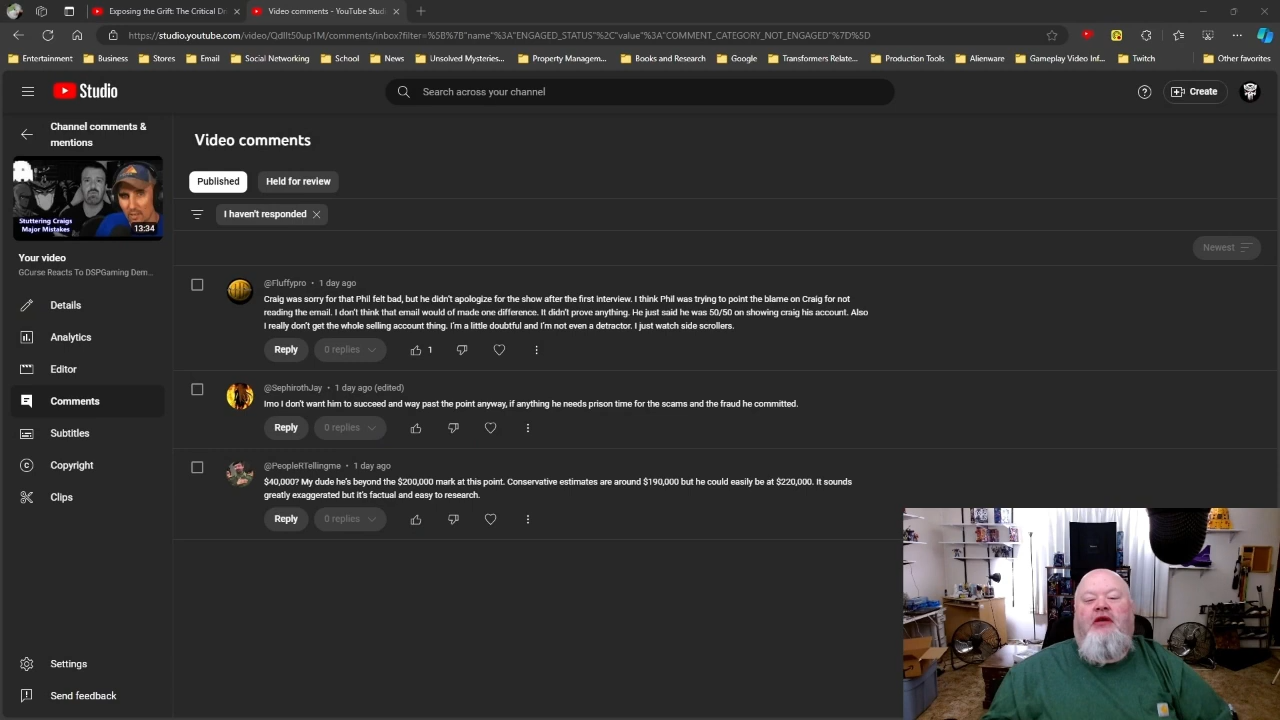 Exposing the Grift: The Critical Dr
Video comments - YouTube Studi
https://studio.youtube.com/video/QdIlt50up1M/comments/inbox?filter=%5B%7B"name"%3A"ENGAGED_STATUS"%2C"value"%3A"COMMENT_CATEGORY_NOT_ENGAGED"%7D%5D
Entertainment Business Stores Email Social Networking School News Unsolved Mysteries... Property Managem... Books and Research Google Transformers Relate... Production Tools Alienware Gameplay Video Inf... Twitch Other favorites
Studio
Search across your channel
Create
Channel comments &
mentions
Stuttering Craigs
Major Mistakes
13:34
Your video
GCurse Reacts To DSPGaming Dem...
Details
Analytics
Editor
Comments
Subtitles
Copyright
Clips
Settings
Send feedback
Video comments
Published Held for review
I haven't responded
Newest
@Fluffypro • 1 day ago
Craig was sorry for that Phil felt bad, but he didn't apologize for the show after the first interview. I think Phil was trying to point the blame on Craig for not
reading the email. I don't think that email would of made one difference. It didn't prove anything. He just said he was 50/50 on showing craig his account. Also
I really don't get the whole selling account thing. I'm a little doubtful and I'm not even a detractor. I just watch side scrollers.
Reply 0 replies 1
@SephirothJay • 1 day ago (edited)
Imo I don't want him to succeed and way past the point anyway, if anything he needs prison time for the scams and the fraud he committed.
Reply 0 replies
@PeopleRTellingme • 1 day ago
$40,000? My dude he's beyond the $200,000 mark at this point. Conservative estimates are around $190,000 but he could easily be at $220,000. It sounds
greatly exaggerated but it's factual and easy to research.
Reply 0 replies